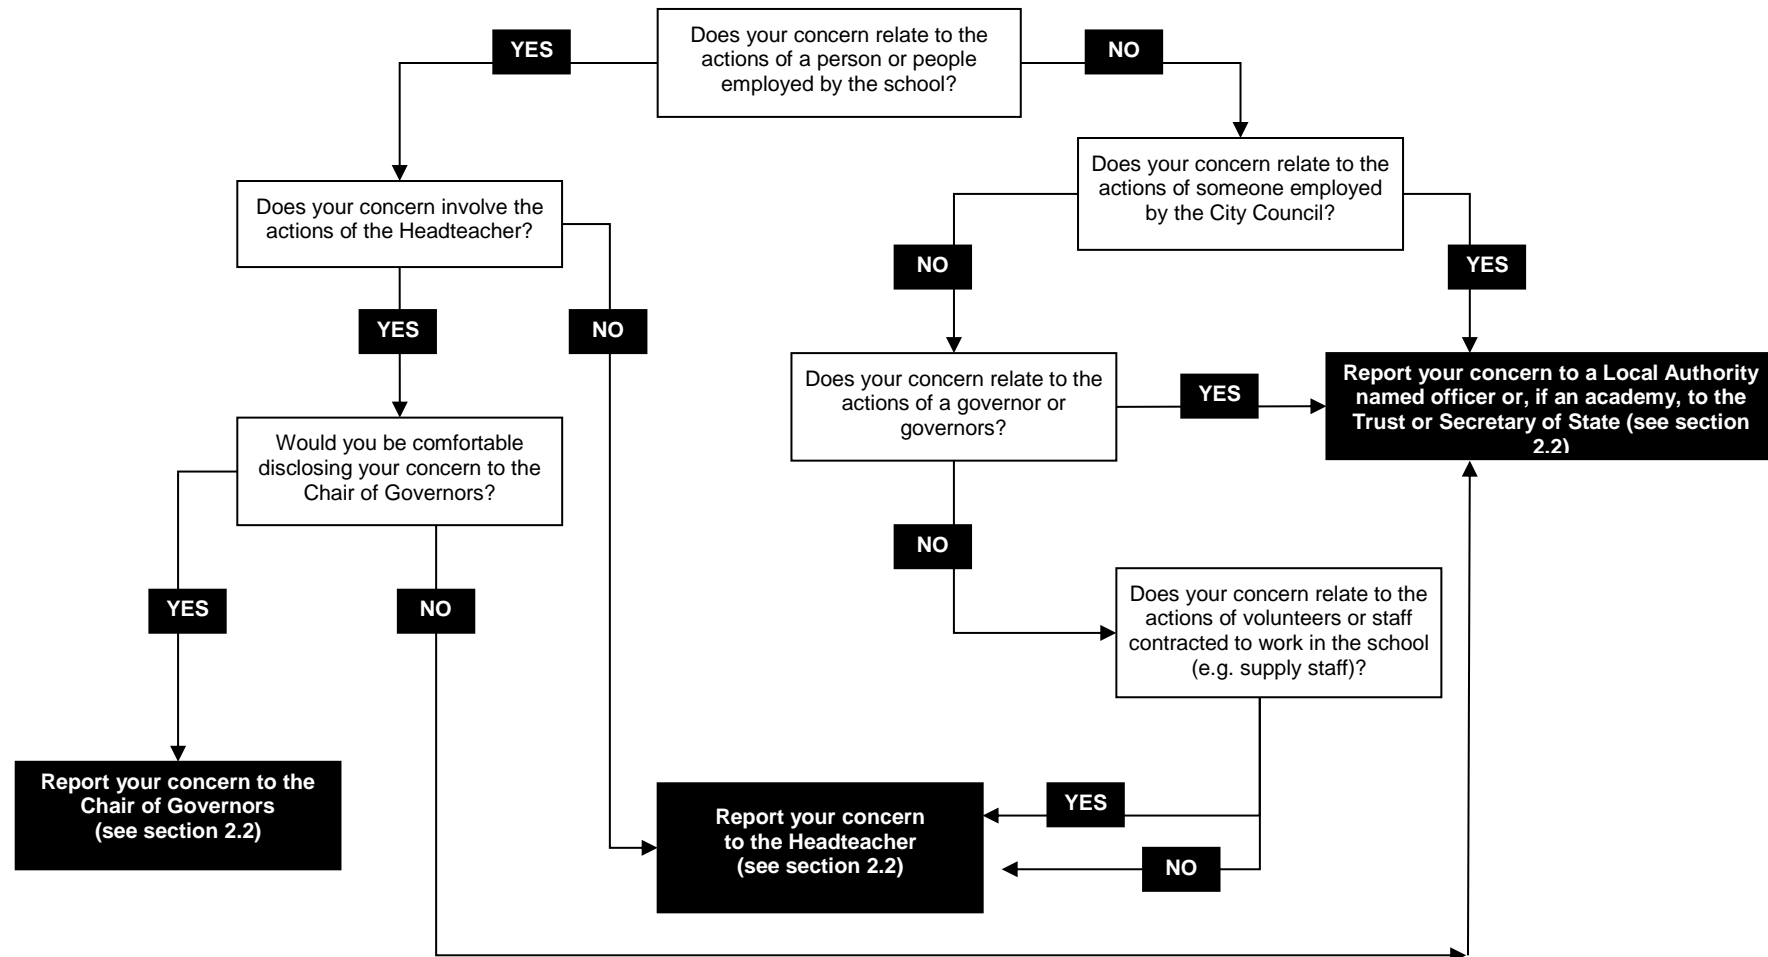 Does your concern relate to the
actions of a person or people
employed by the school?
YES
NO
Does your concern involve the
actions of the Headteacher?
Does your concern relate to the
actions of someone employed
by the City Council?
YES
NO
NO
YES
Would you be comfortable
disclosing your concern to the
Chair of Governors?
Does your concern relate to the
actions of a governor or
governors?
YES
Report your concern to a Local Authority
named officer or, if an academy, to the
Trust or Secretary of State (see section
2.2)
YES
NO
NO
Does your concern relate to the
actions of volunteers or staff
contracted to work in the school
(e.g. supply staff)?
Report your concern to the
Chair of Governors
(see section 2.2)
Report your concern
to the Headteacher
(see section 2.2)
YES
NO